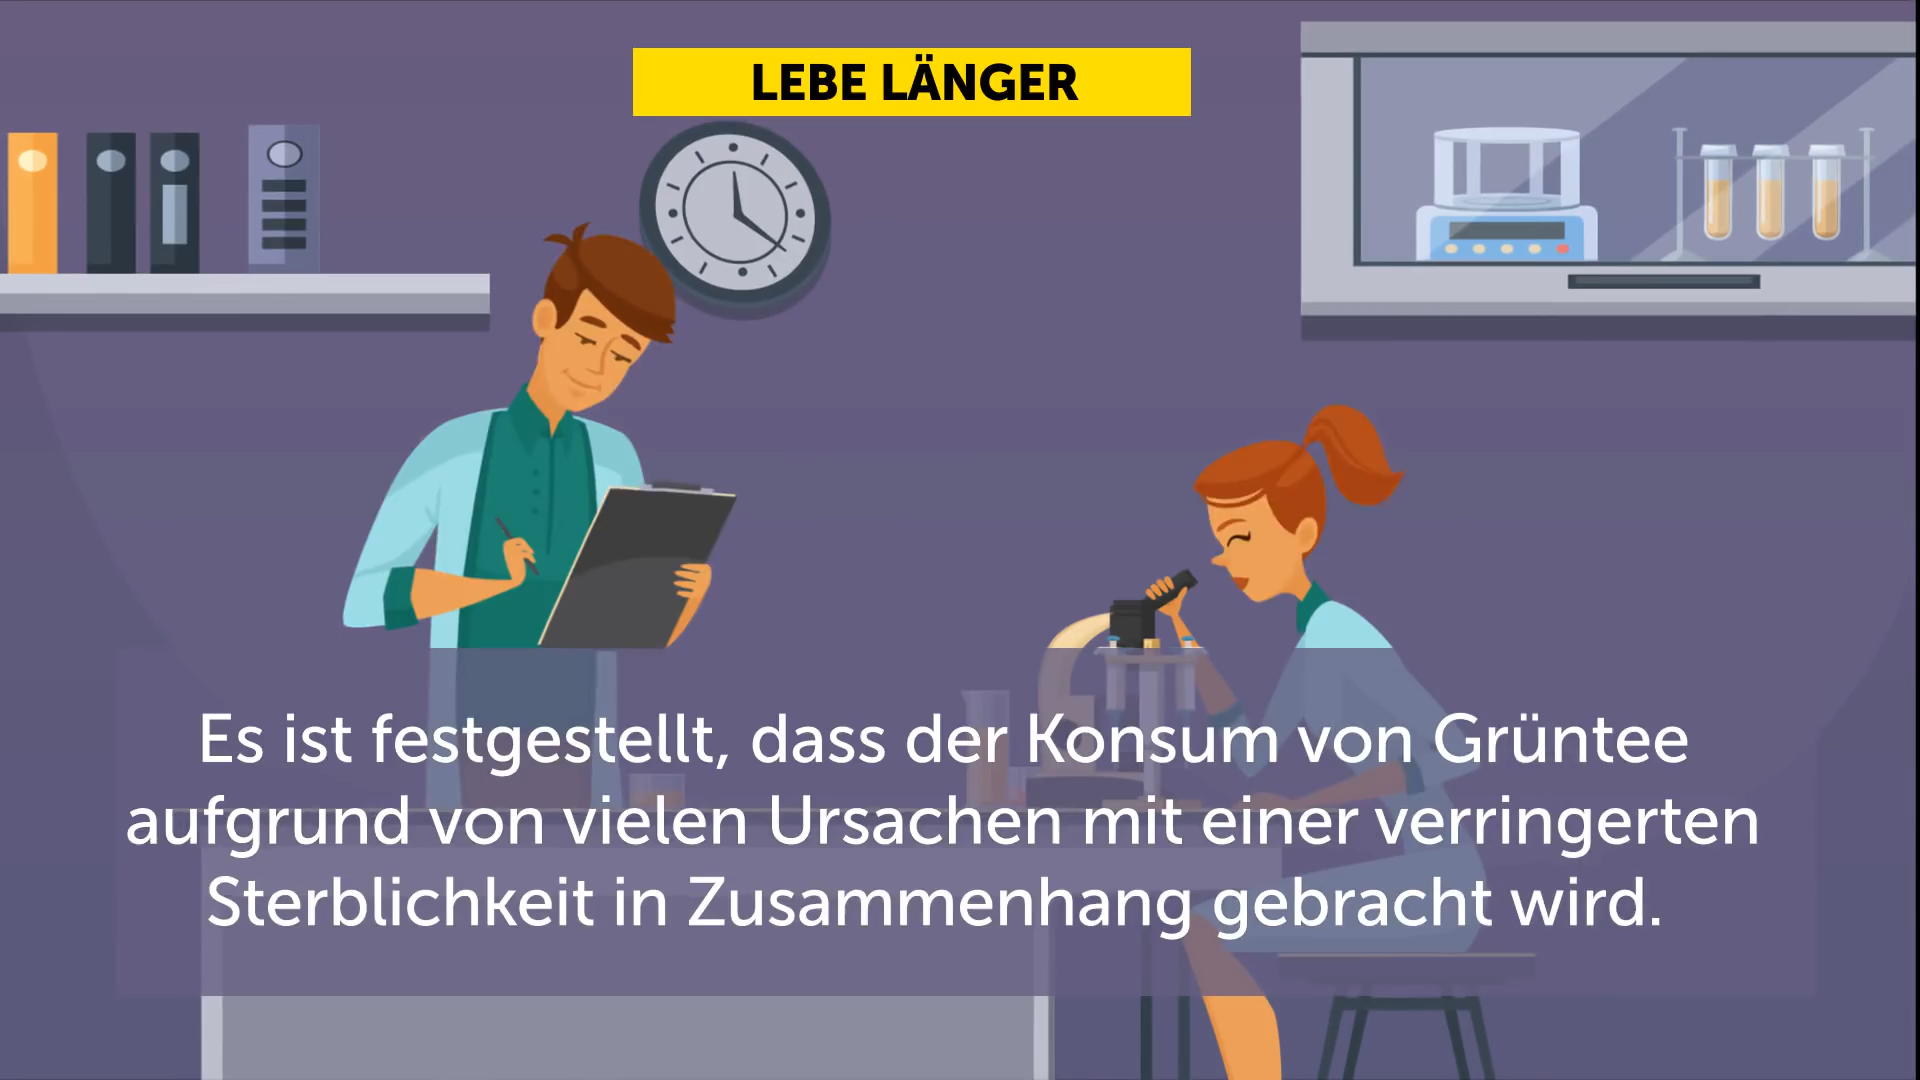 LEBE LÄNGER
Es ist festgestellt, dass der Konsum von Grüntee
aufgrund von vielen Ursachen mit einer verringerten
Sterblichkeit in Zusammenhang gebracht wird.